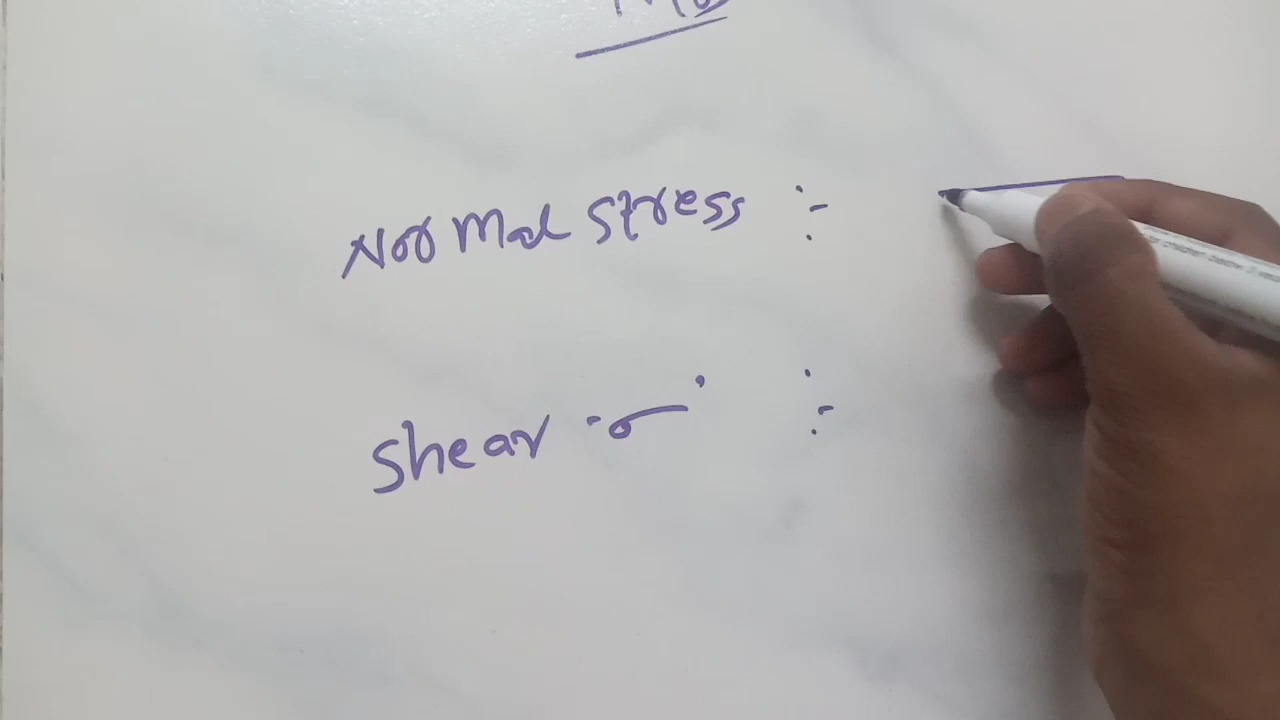 Normal stress :-
Shear -σ- :-